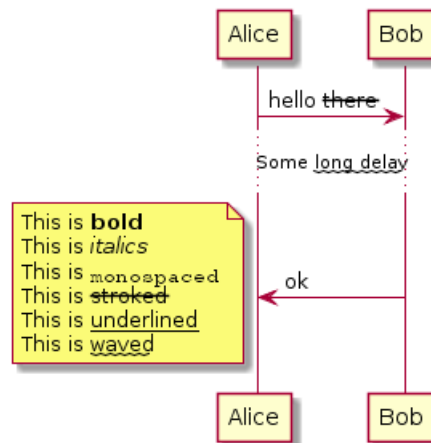 Alice Bob
hello there
Some long delay
This is bold
This is italics
This is monospaced
This is stroked
This is underlined
This is waved
ok
Alice Bob